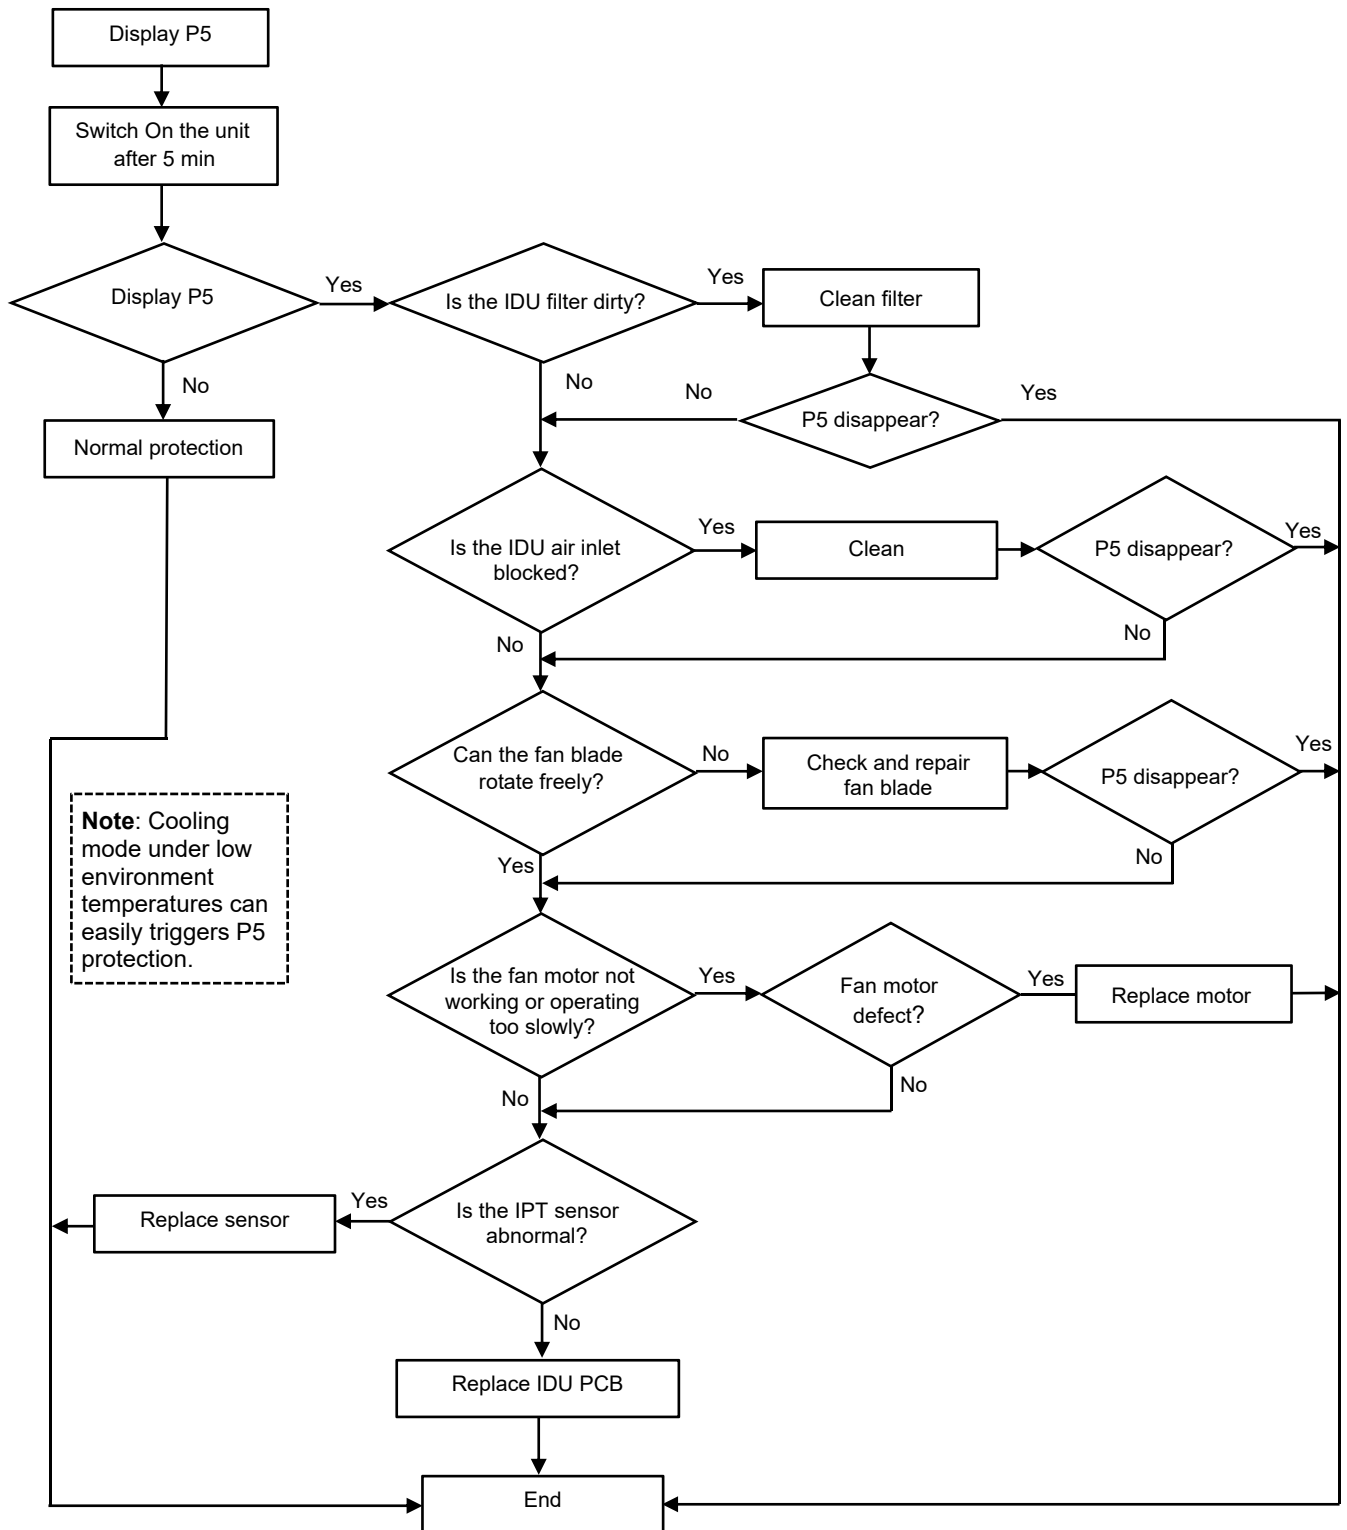 Display P5
Switch On the unit
after 5 min
Display P5
Yes
Is the IDU filter dirty?
Yes
Clean filter
No
No
No
P5 disappear?
Yes
Normal protection
Is the IDU air inlet
blocked?
Yes
Clean
P5 disappear?
Yes
No
No
Can the fan blade
rotate freely?
No
Check and repair
fan blade
P5 disappear?
Yes
Note: Cooling
mode under low
environment
temperatures can
easily triggers P5
protection.
Yes
No
Is the fan motor not
working or operating
too slowly?
Yes
Fan motor
defect?
Yes
Replace motor
No
No
Is the IPT sensor
abnormal?
Yes
Replace sensor
No
Replace IDU PCB
End